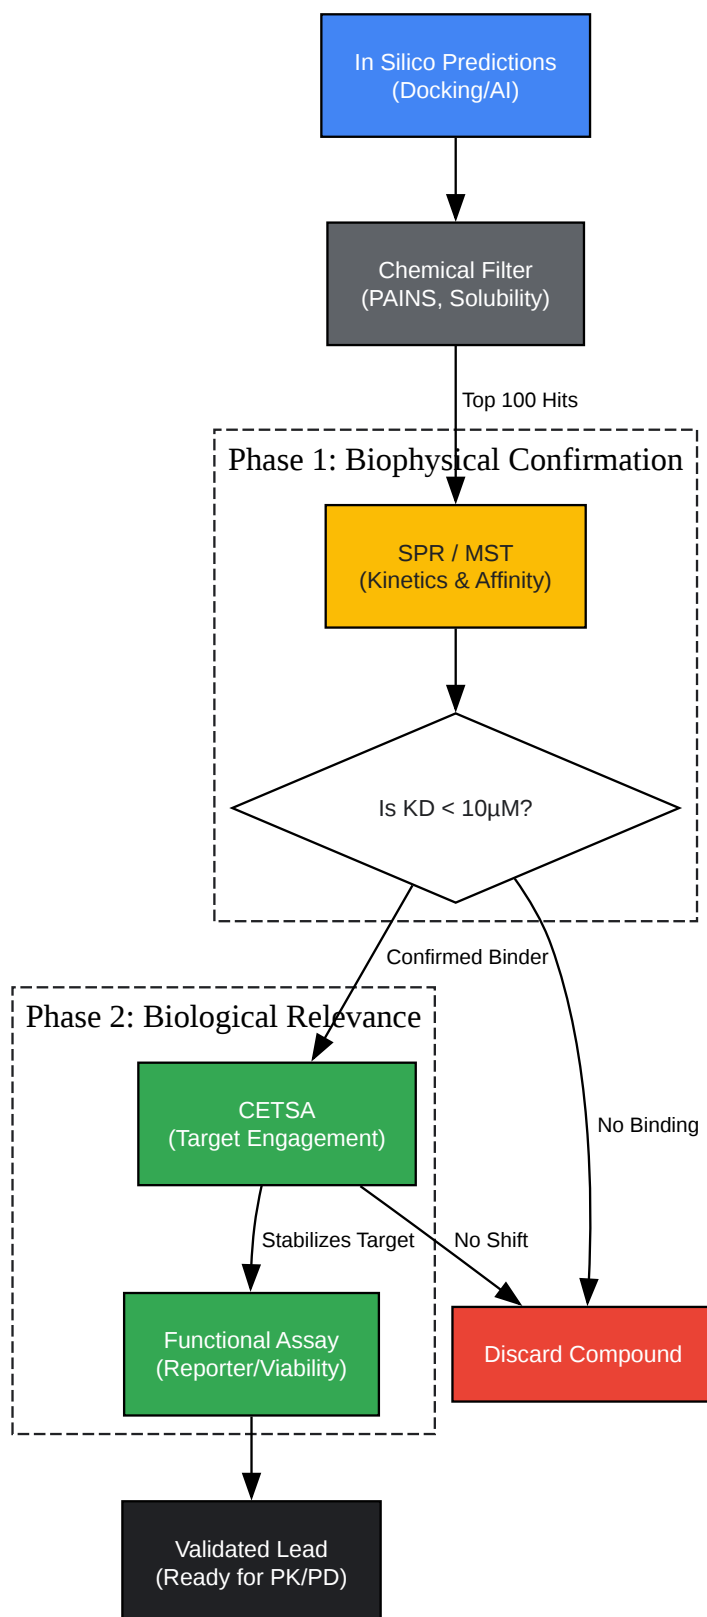 In Silico Predictions
(Docking/AI)
Chemical Filter
(PAINS, Solubility)
Top 100 Hits
Phase 1: Biophysical Confirmation
SPR / MST
(Kinetics & Affinity)
Is KD < 10µM?
Confirmed Binder
Phase 2: Biological Relevance
CETSA
(Target Engagement)
No Binding
Stabilizes Target
No Shift
Functional Assay
(Reporter/Viability)
Discard Compound
Validated Lead
(Ready for PK/PD)